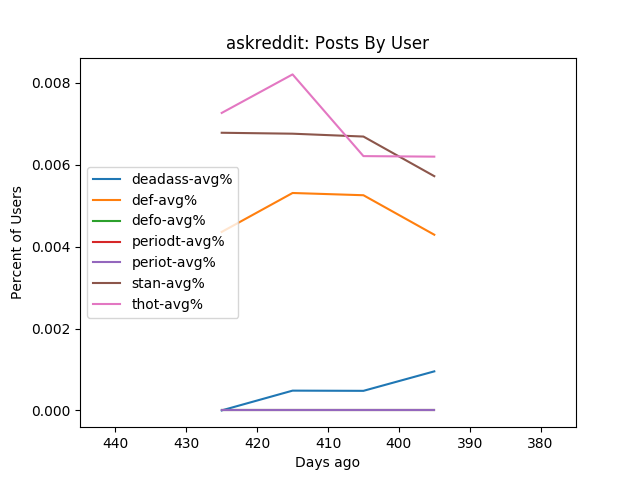 askreddit: Posts By User
Percent of Users
0.008
0.006
0.004
0.002
0.000
deadass-avg%
def-avg%
defo-avg%
periodt-avg%
periot-avg%
stan-avg%
thot-avg%
440 430 420 410 400 390 380
Days ago